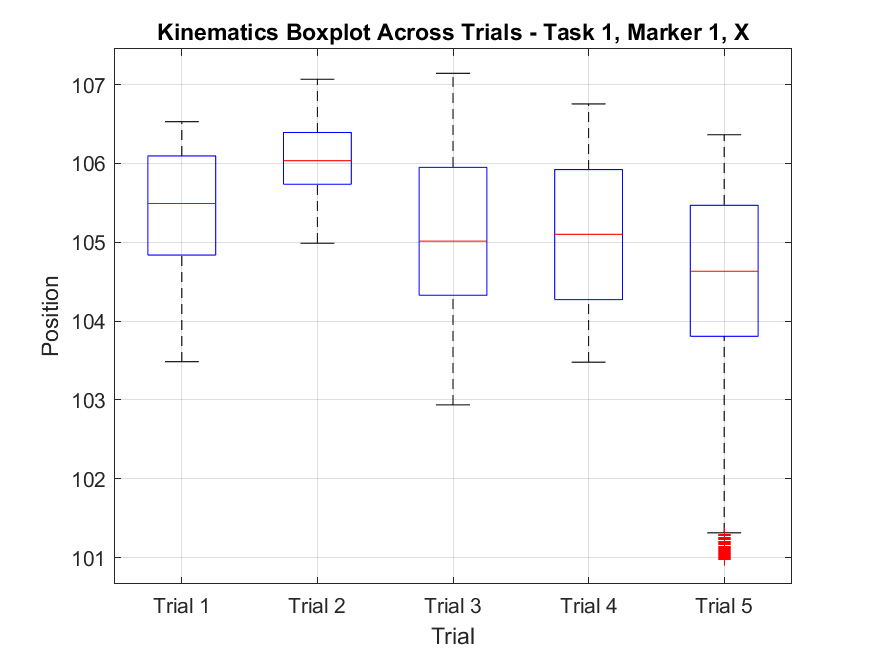 Kinematics Boxplot Across Trials - Task 1, Marker 1, X
107
106
105
104
103
102
101
Position
Trial 1
Trial 2
Trial 3
Trial 4
Trial 5
Trial